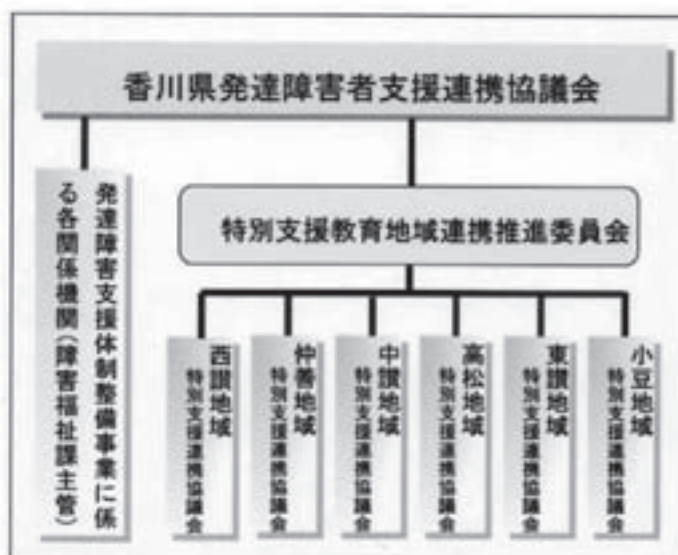 香川県発達障害者支援連携協議会
発達障害支援体制整備事業に係
る各関係機関(障害福祉課主管)
特別支援教育地域連携推進委員会
西讃地域
特別支援連携協議会
仲善地域
特別支援連携協議会
中讃地域
特別支援連携協議会
高松地域
特別支援連携協議会
東讃地域
特別支援連携協議会
小豆地域
特別支援連携協議会